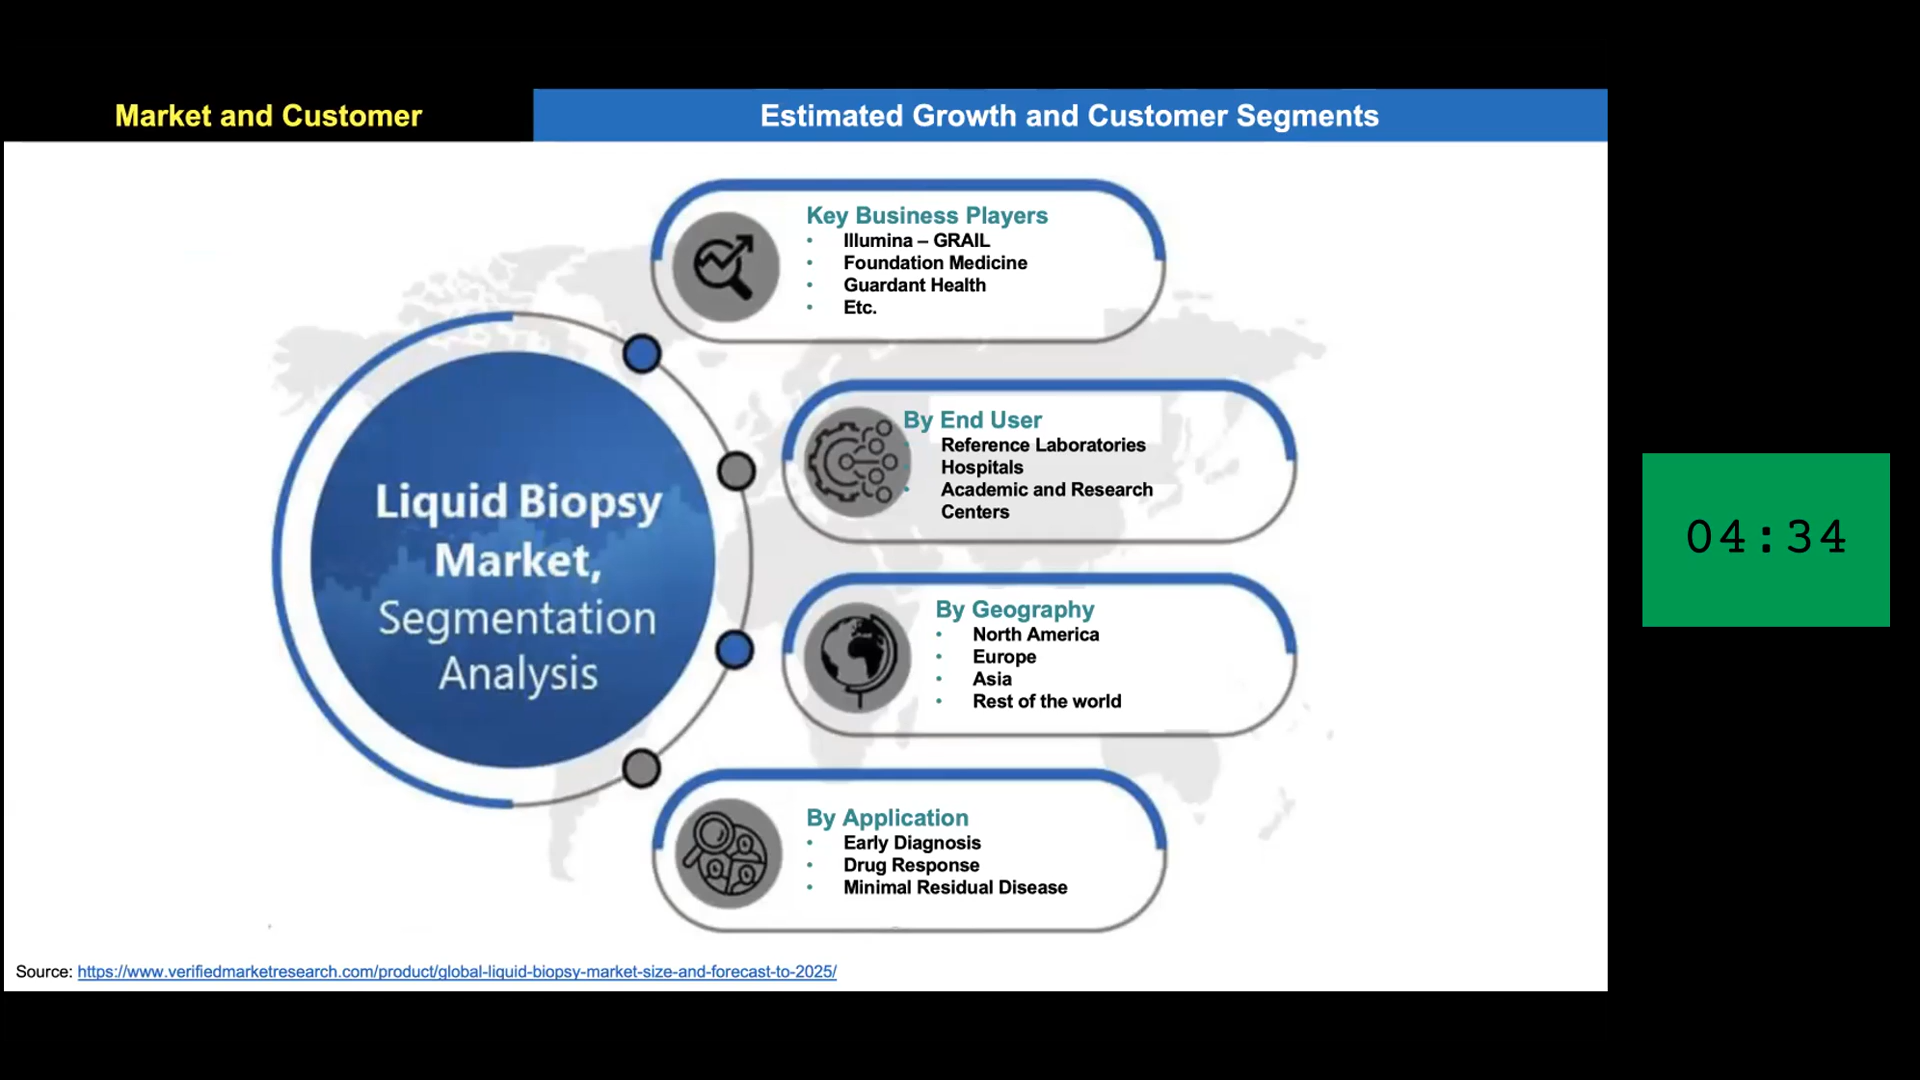 Market and Customer
Estimated Growth and Customer Segments
Key Business Players
• Illumina – GRAIL
• Foundation Medicine
• Guardant Health
• Etc.
By End User
• Reference Laboratories
• Hospitals
• Academic and Research
Centers
Liquid Biopsy
Market,
Segmentation
Analysis
By Geography
• North America
• Europe
• Asia
• Rest of the world
By Application
• Early Diagnosis
• Drug Response
• Minimal Residual Disease
Source: https://www.verifiedmarketresearch.com/product/global-liquid-biopsy-market-size-and-forecast-to-2025/
04:34